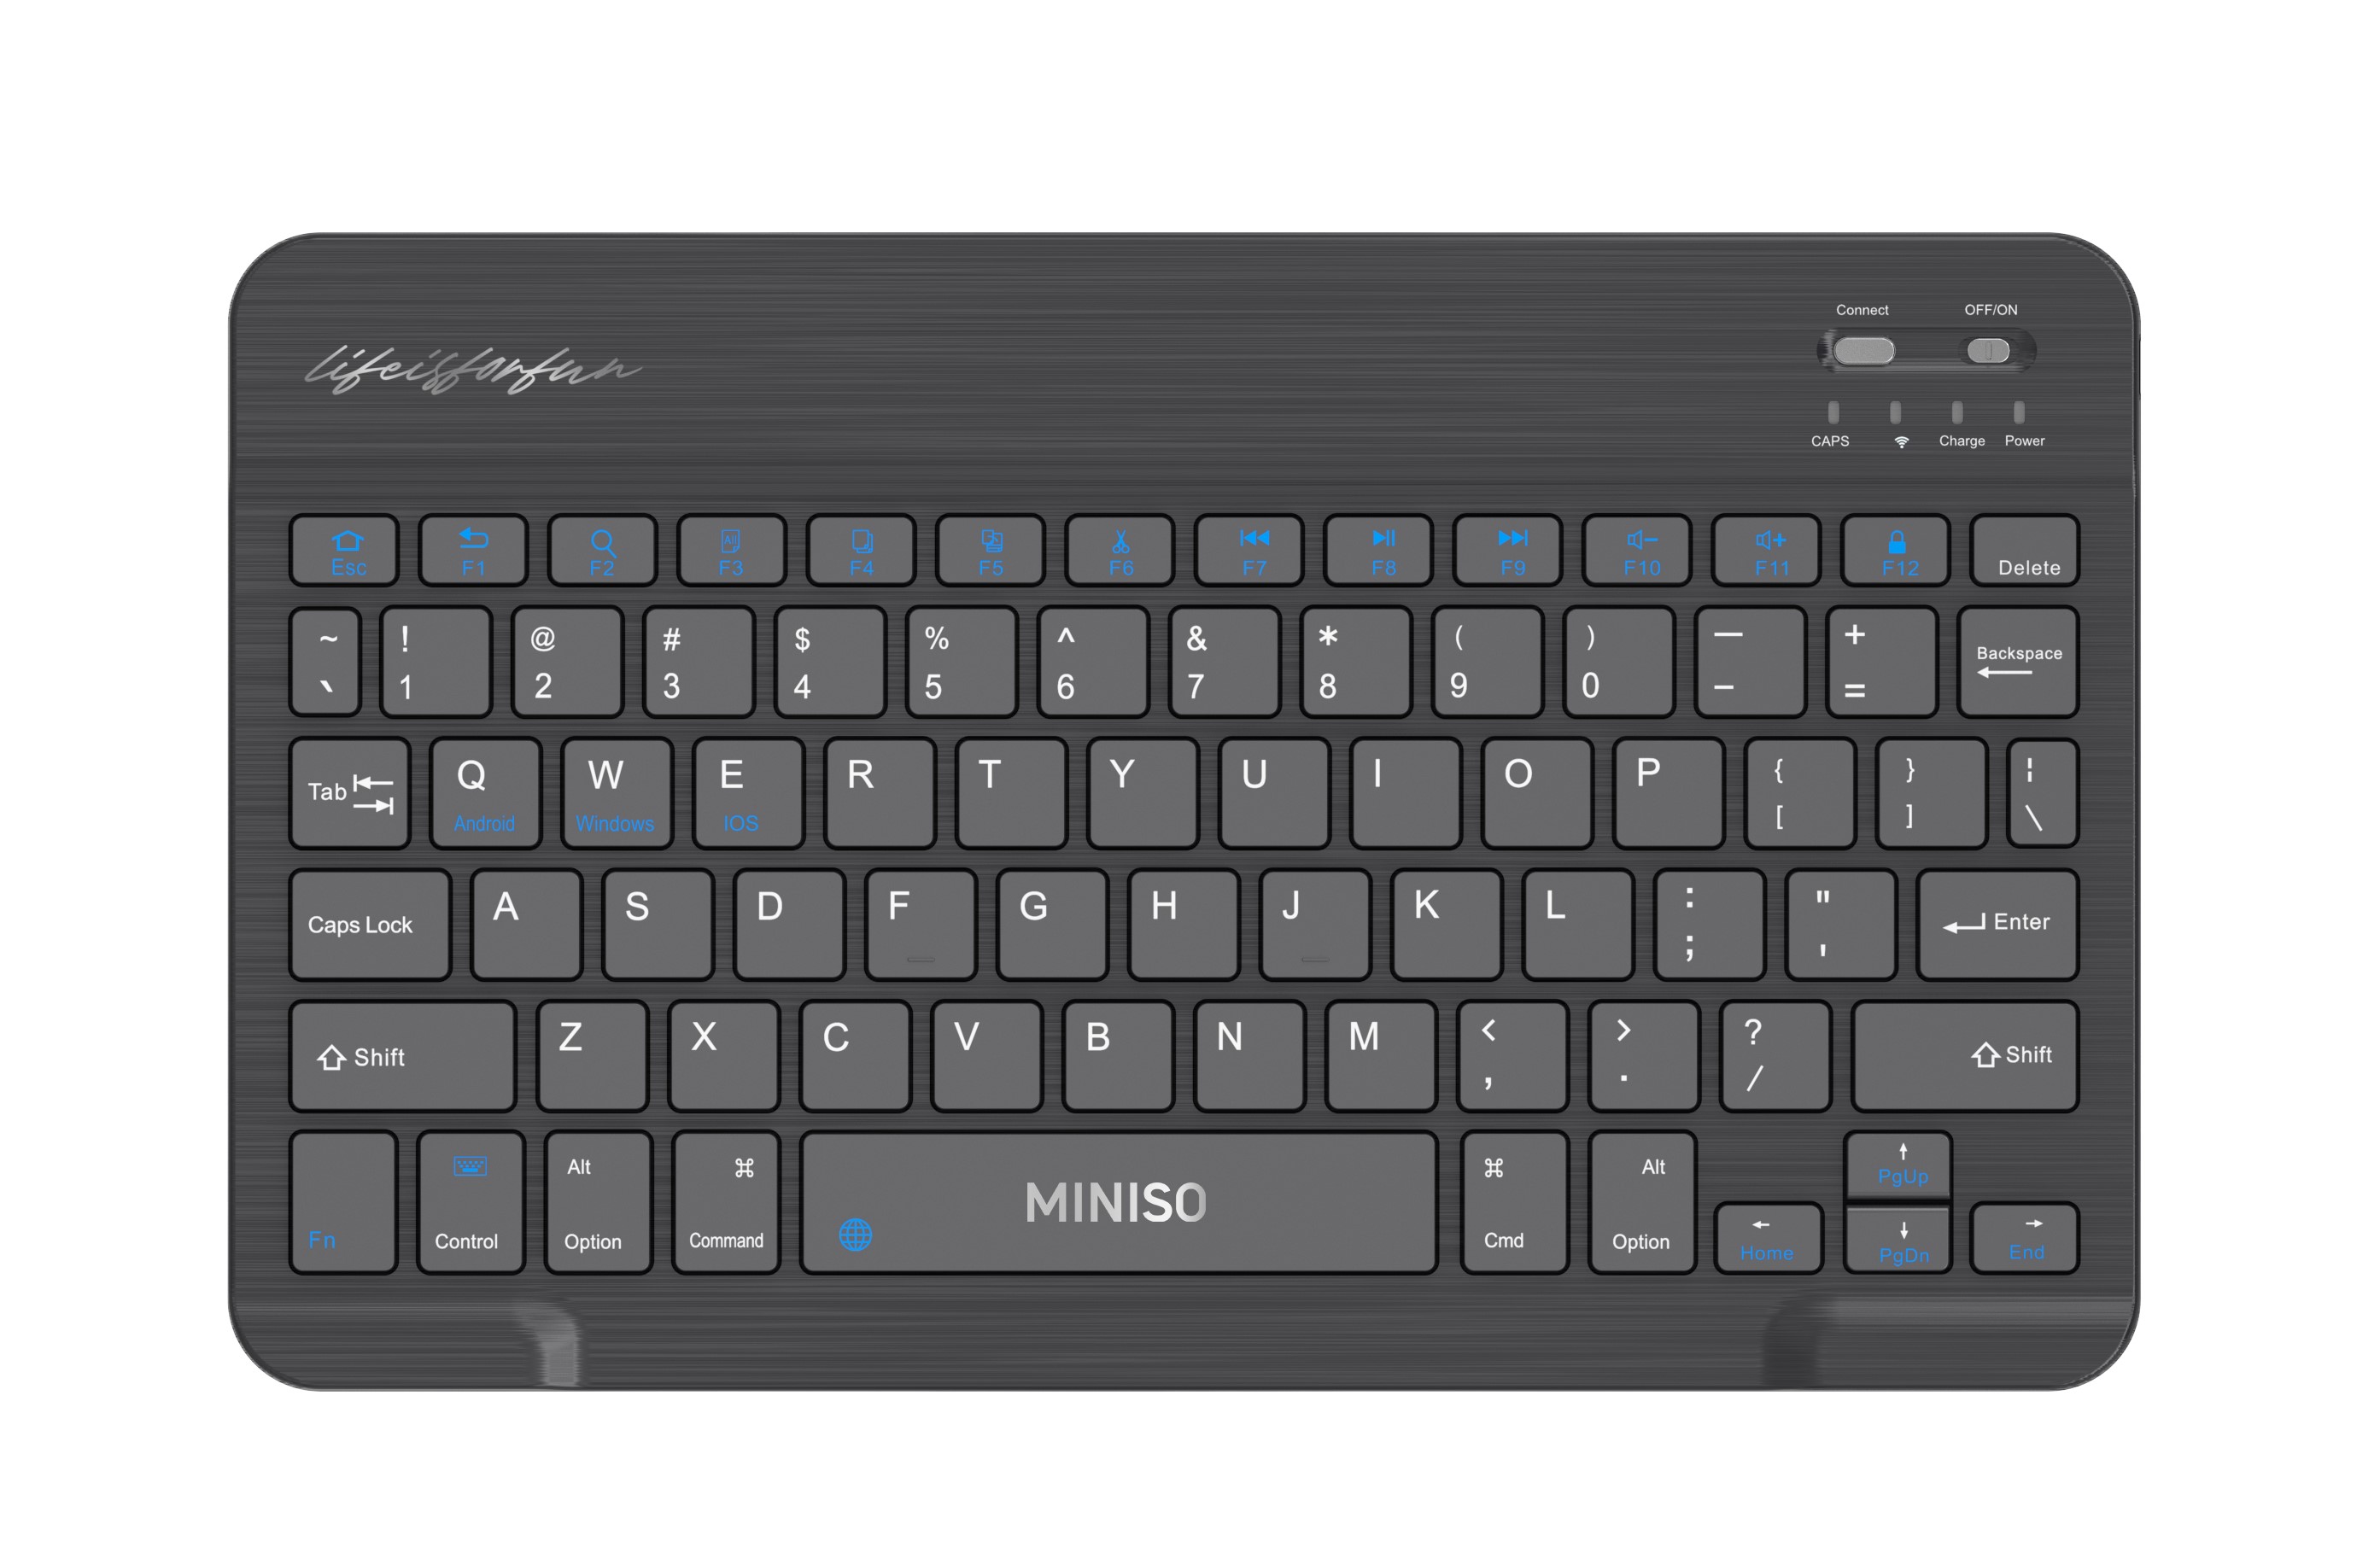 Connect OFF/ON
lifeisforfun
CAPS Charge Power
Esc F1 F2 F3 F4 F5 F6 F7 F8 F9 F10 F11 F12 Delete
All
~ ! @ # $ % ^ & * ( ) — + Backspace
` 1 2 3 4 5 6 7 8 9 0 – =
Tab Q W E R T Y U I O P { } ¦
Android Windows IOS [ ] \
Caps Lock A S D F G H J K L : " Enter
; '
Shift Z X C V B N M < > ? Shift
, . /
Alt ⌘ MINISO ⌘ Alt ↑
PgUp
Fn Control Option Command Cmd Option ← ↓ →
Home PgDn End